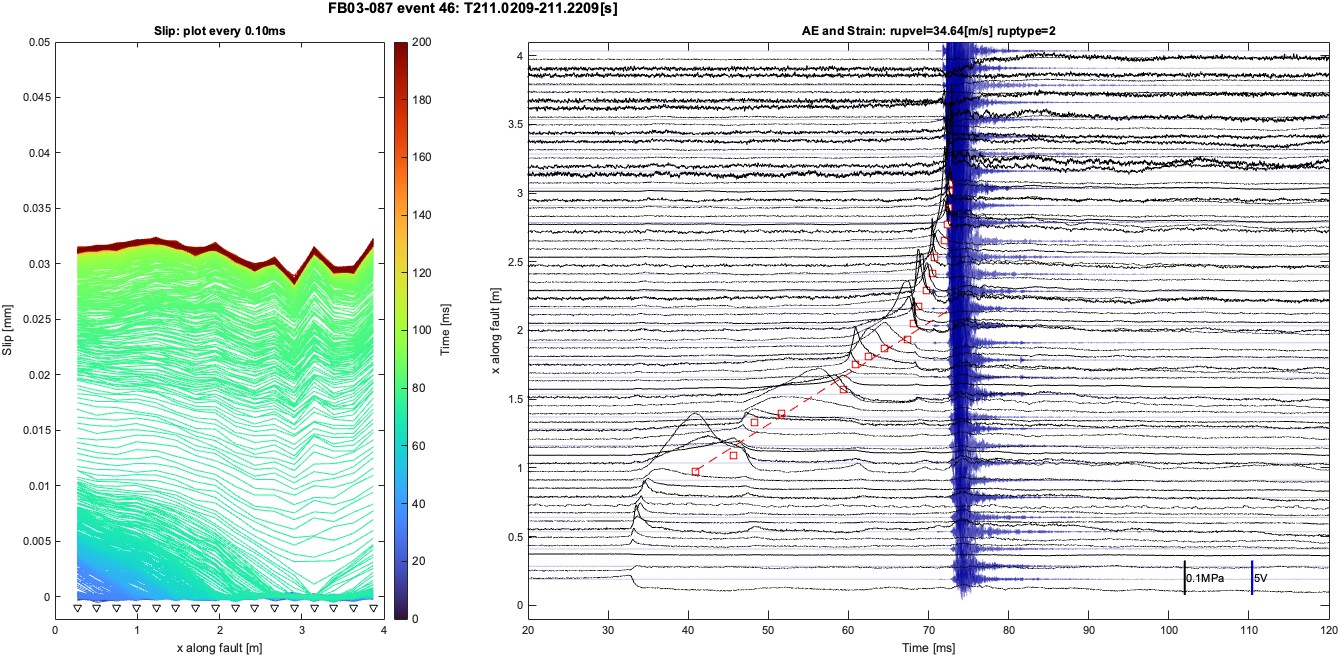 FB03-087 event 46: T211.0209-211.2209[s]
Slip: plot every 0.10ms
0.05
0.045
0.04
0.035
0.03
0.025
0.02
0.015
0.01
0.005
0
Slip [mm]
0 1 2 3 4
x along fault [m]
200
180
160
140
120
100
80
60
40
20
0
Time [ms]
AE and Strain: rupvel=34.64[m/s] ruptype=2
4
3.5
3
2.5
2
1.5
1
0.5
0
x along fault [m]
0.1MPa 5V
20 30 40 50 60 70 80 90 100 110 120
Time [ms]